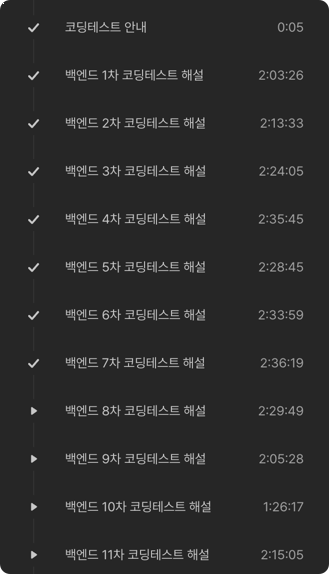 코딩테스트 안내 0:05
백엔드 1차 코딩테스트 해설 2:03:26
백엔드 2차 코딩테스트 해설 2:13:33
백엔드 3차 코딩테스트 해설 2:24:05
백엔드 4차 코딩테스트 해설 2:35:45
백엔드 5차 코딩테스트 해설 2:28:45
백엔드 6차 코딩테스트 해설 2:33:59
백엔드 7차 코딩테스트 해설 2:36:19
백엔드 8차 코딩테스트 해설 2:29:49
백엔드 9차 코딩테스트 해설 2:05:28
백엔드 10차 코딩테스트 해설 1:26:17
백엔드 11차 코딩테스트 해설 2:15:05